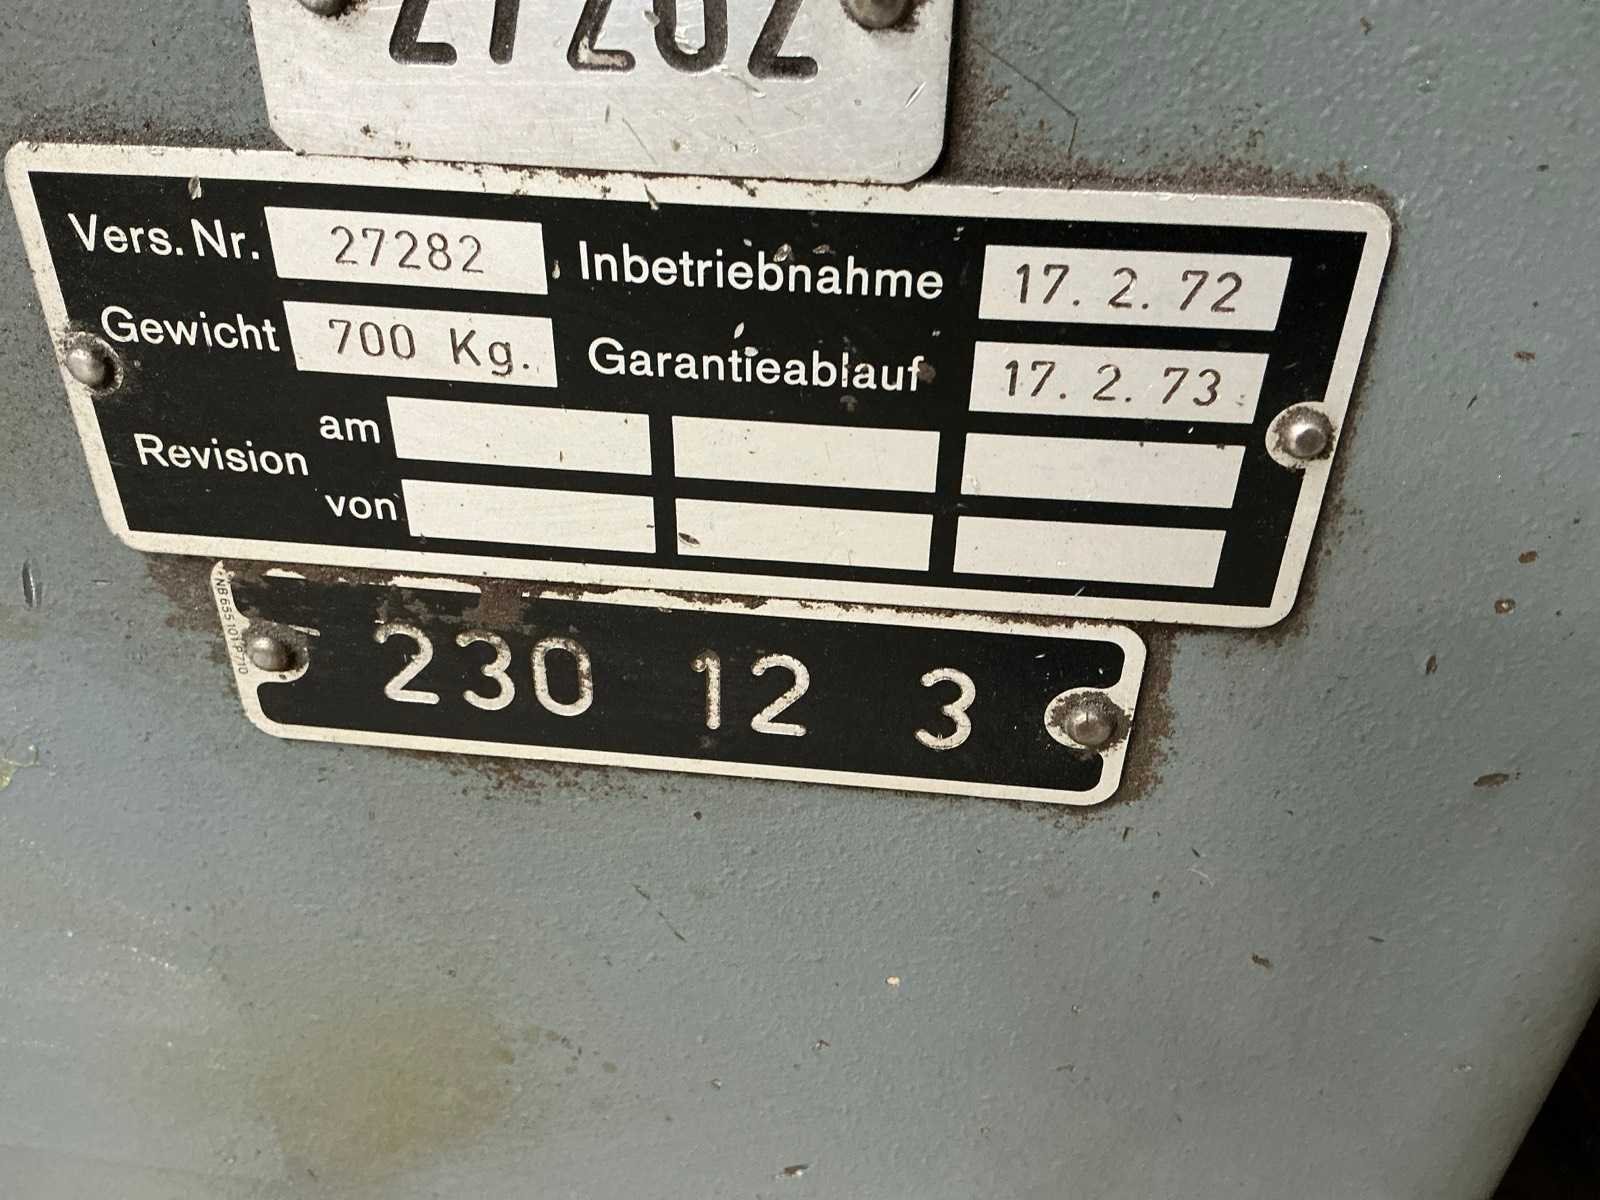 27282
Vers. Nr. 27282 Inbetriebnahme 17. 2. 72
Gewicht 700 Kg. Garantieablauf 17. 2. 73
Revision am
von
230 12 3